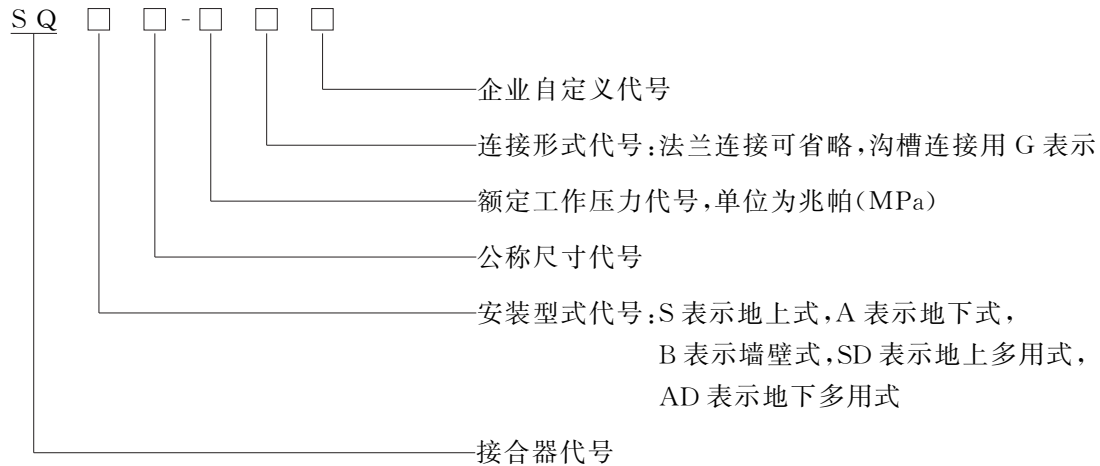 SQ □ □-□ □ □
企业自定义代号
连接形式代号:法兰连接可省略,沟槽连接用 G 表示
额定工作压力代号,单位为兆帕(MPa)
公称尺寸代号
安装型式代号:S 表示地上式,A 表示地下式,
B 表示墙壁式,SD 表示地上多用式,
AD 表示地下多用式
接合器代号